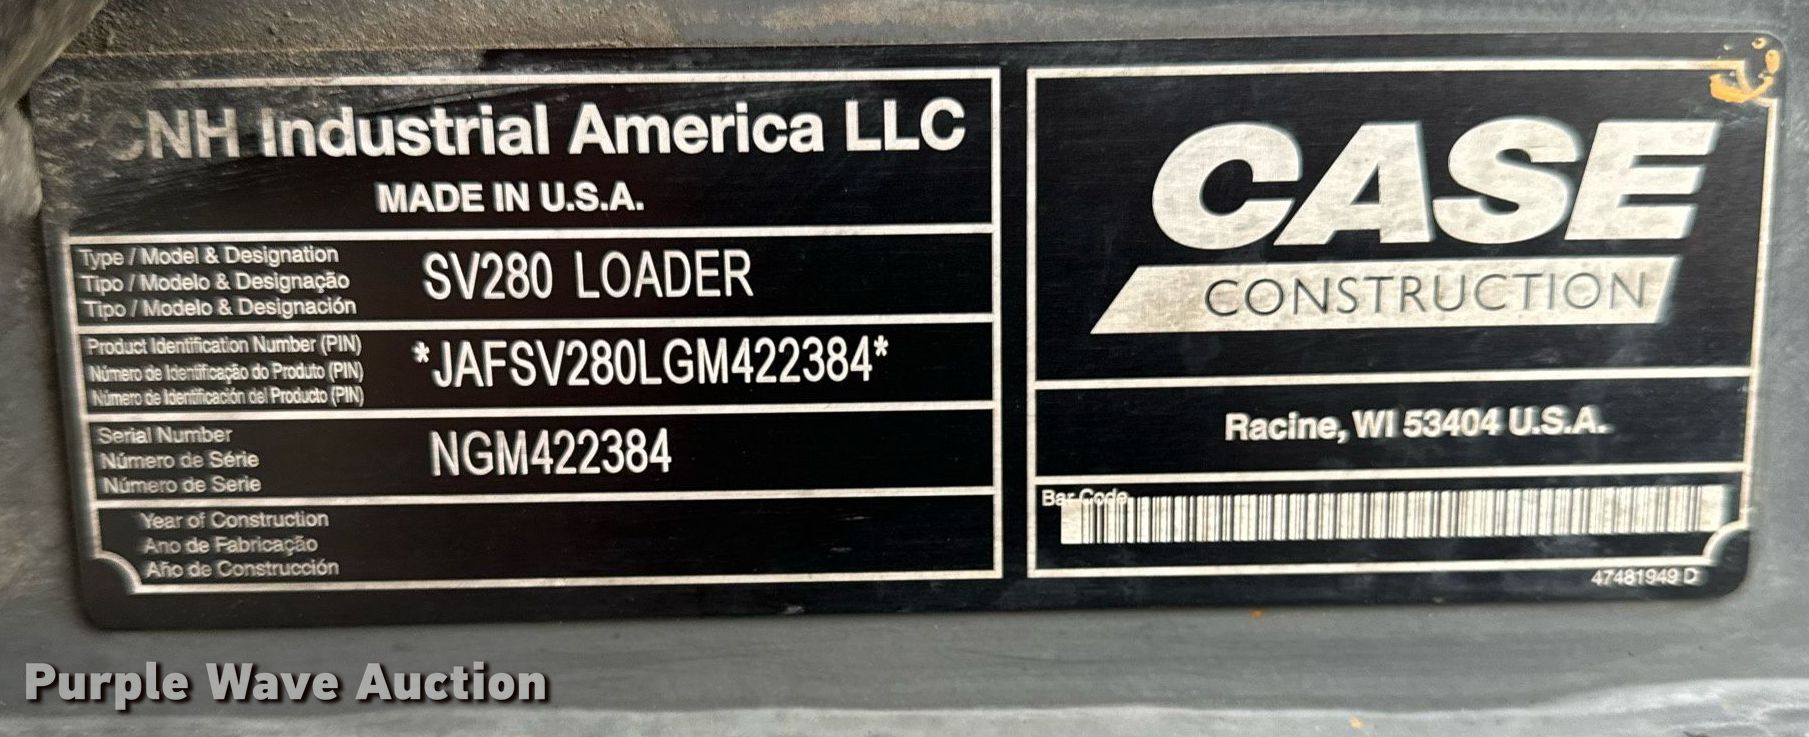 CNH Industrial America LLC
MADE IN U.S.A.
Type / Model & Designation
Tipo / Modelo & Designação
Tipo / Modelo & Designación
SV280 LOADER
Product Identification Number (PIN)
Número de Identificação do Produto (PIN)
Número de Identificación del Producto (PIN)
*JAFSV280LGM422384*
Serial Number
Número de Série
Número de Serie
NGM422384
Year of Construction
Ano de Fabricação
Año de Construcción
CASE
CONSTRUCTION
Racine, WI 53404 U.S.A.
Bar Code
47481949 D
Purple Wave Auction